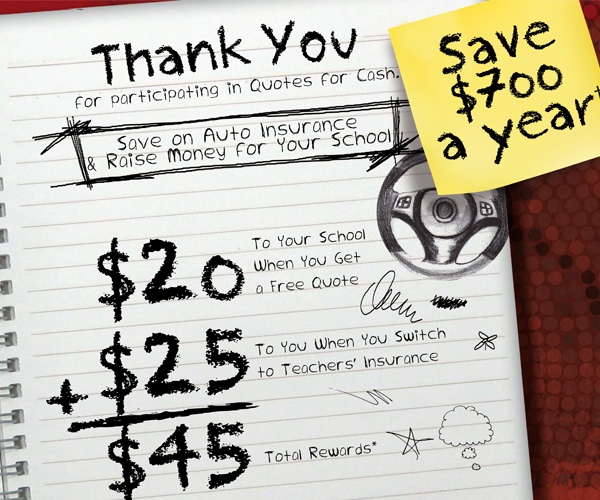 Thank You
for participating in Quotes for Cash.
Save on Auto Insurance
& Raise Money for Your School
Save
$700
a year†
$20
To Your School
When You Get
a Free Quote
+ $25
To You When You Switch
to Teachers' Insurance
$45
Total Rewards*